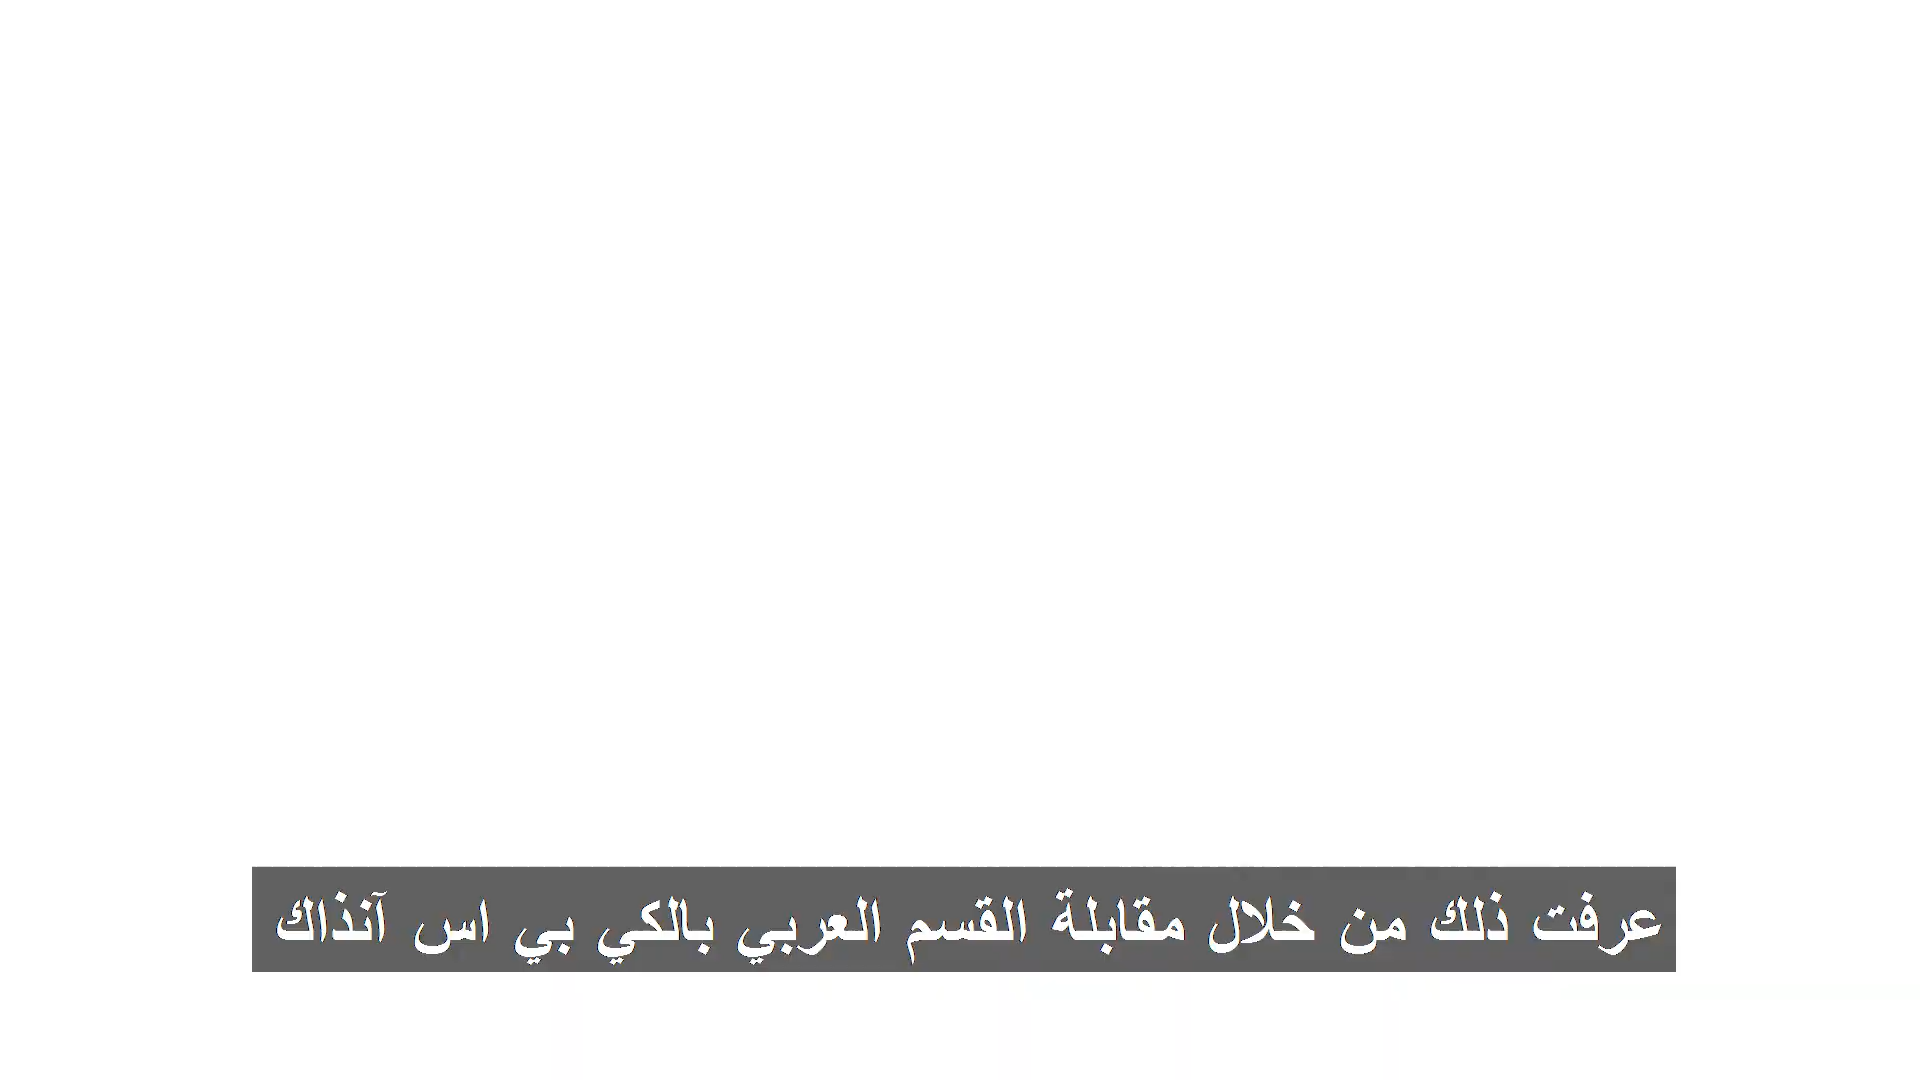 عرفت ذلك من خلال مقابلة القسم العربي بالكي بي اس آنذاك